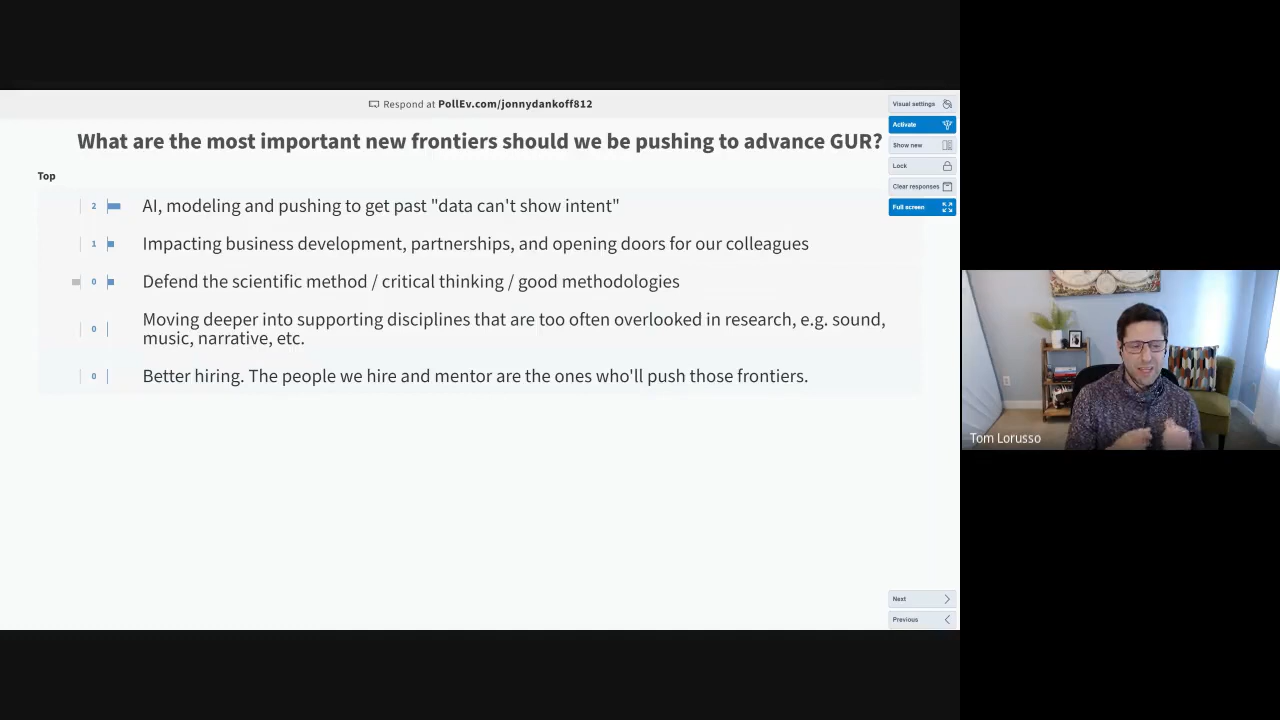 Respond at PollEv.com/jonnydankoff812
What are the most important new frontiers should we be pushing to advance GUR?
Top
2 AI, modeling and pushing to get past "data can't show intent"
1 Impacting business development, partnerships, and opening doors for our colleagues
0 Defend the scientific method / critical thinking / good methodologies
0 Moving deeper into supporting disciplines that are too often overlooked in research, e.g. sound,
music, narrative, etc.
0 Better hiring. The people we hire and mentor are the ones who'll push those frontiers.
Visual settings
Activate
Show new
Lock
Clear responses
Full screen
Next
Previous
Tom Lorusso